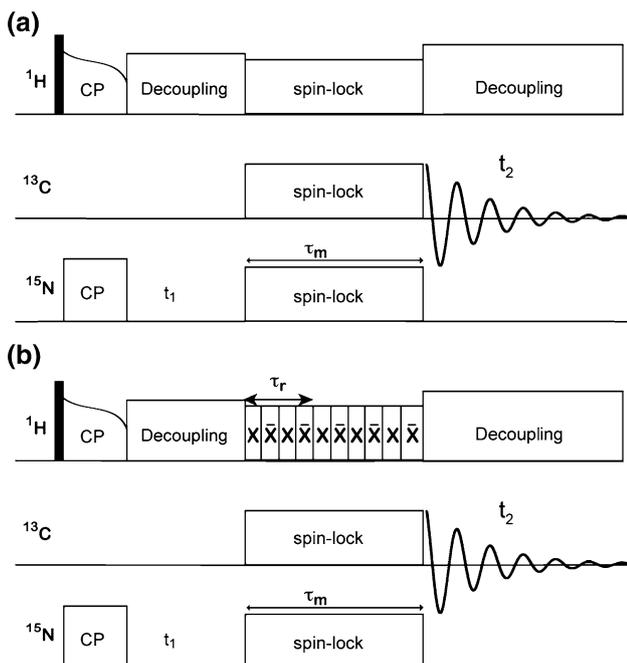 (a)
¹H CP Decoupling spin-lock Decoupling
¹³C spin-lock t₂
τₘ
¹⁵N CP t₁ spin-lock
(b)
τᵣ
¹H CP Decoupling X X̄ X X̄ X X̄ X X̄ X X̄ Decoupling
¹³C spin-lock t₂
τₘ
¹⁵N CP t₁ spin-lock